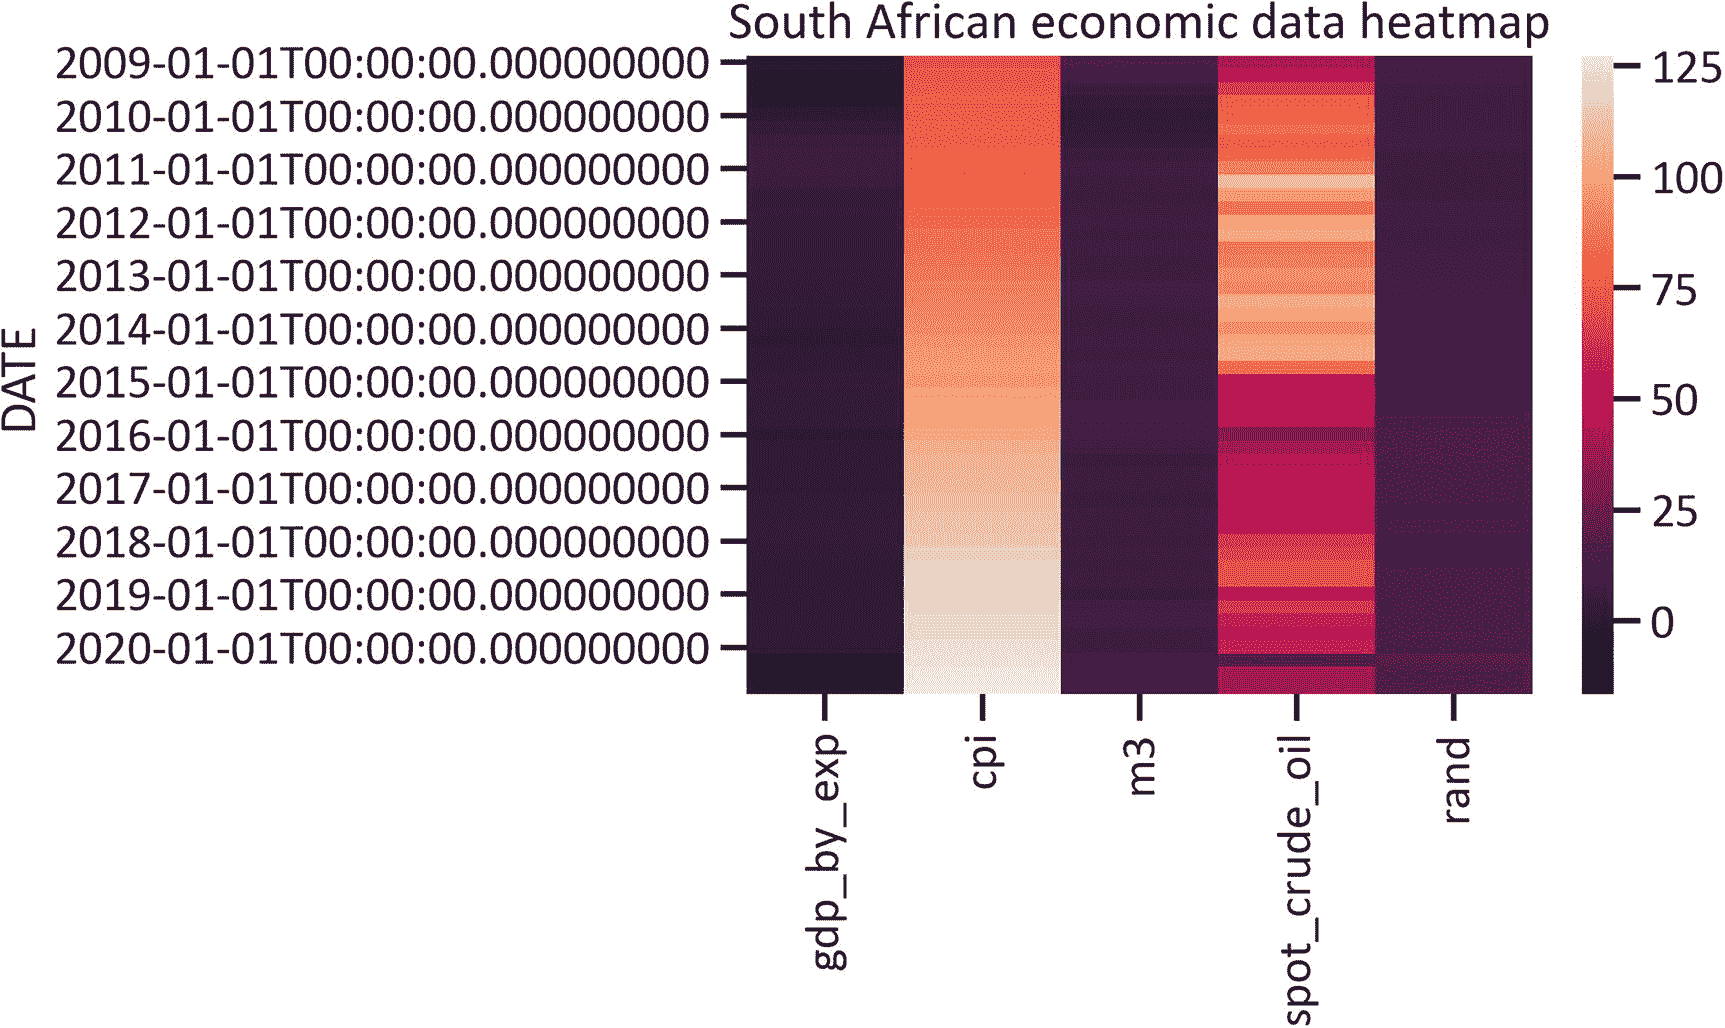 South African economic data heatmap
2009-01-01T00:00:00.000000000
2010-01-01T00:00:00.000000000
2011-01-01T00:00:00.000000000
2012-01-01T00:00:00.000000000
2013-01-01T00:00:00.000000000
2014-01-01T00:00:00.000000000
2015-01-01T00:00:00.000000000
2016-01-01T00:00:00.000000000
2017-01-01T00:00:00.000000000
2018-01-01T00:00:00.000000000
2019-01-01T00:00:00.000000000
2020-01-01T00:00:00.000000000
DATE
gdp_by_exp
cpi
m3
spot_crude_oil
rand
125
100
75
50
25
0